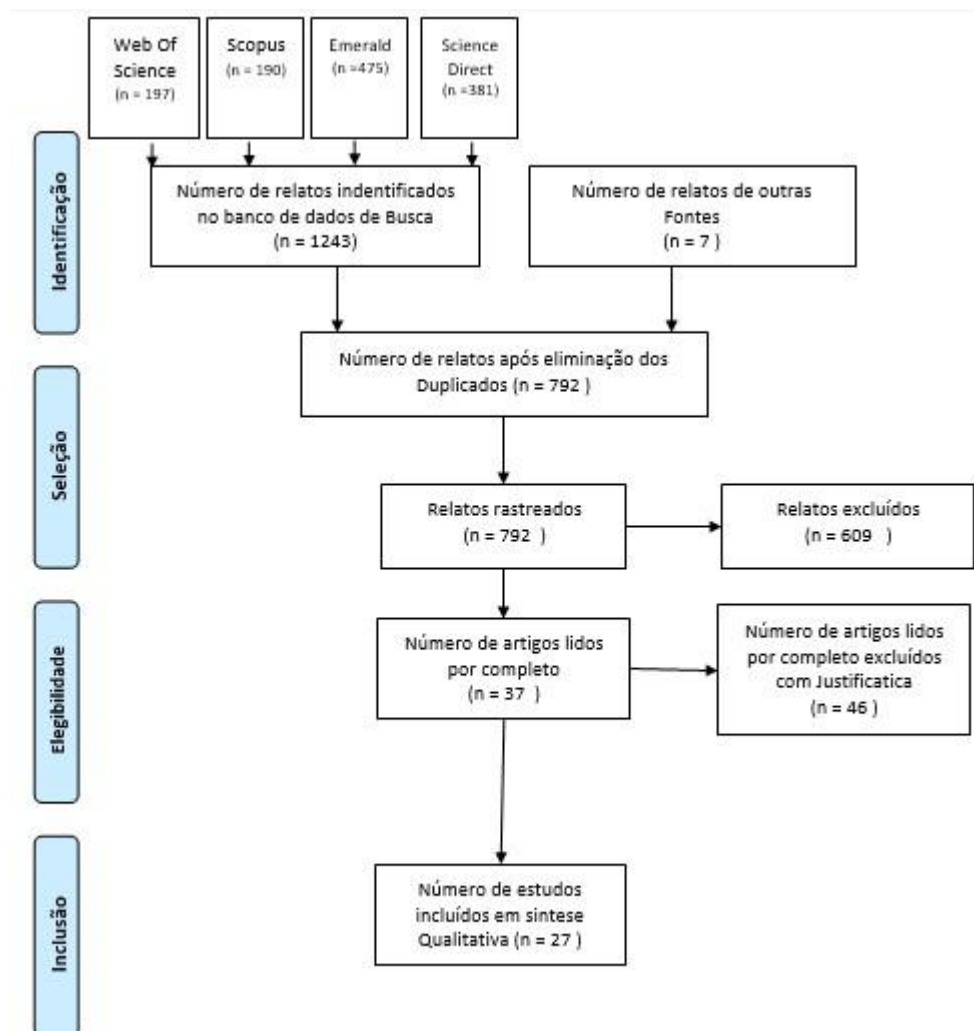 Web Of
Science
(n = 197)
Scopus
(n = 190)
Emerald
(n =475)
Science
Direct
(n =381)
Identificação
Número de relatos indentificados
no banco de dados de Busca
(n = 1243)
Número de relatos de outras
Fontes
(n = 7 )
Número de relatos após eliminação dos
Duplicados (n = 792 )
Seleção
Relatos rastreados
(n = 792 )
Relatos excluídos
(n = 609 )
Elegibilidade
Número de artigos lidos
por completo
(n = 37 )
Número de artigos lidos
por completo excluídos
com Justificatica
(n = 46 )
Inclusão
Número de estudos
incluídos em sintese
Qualitativa (n = 27 )